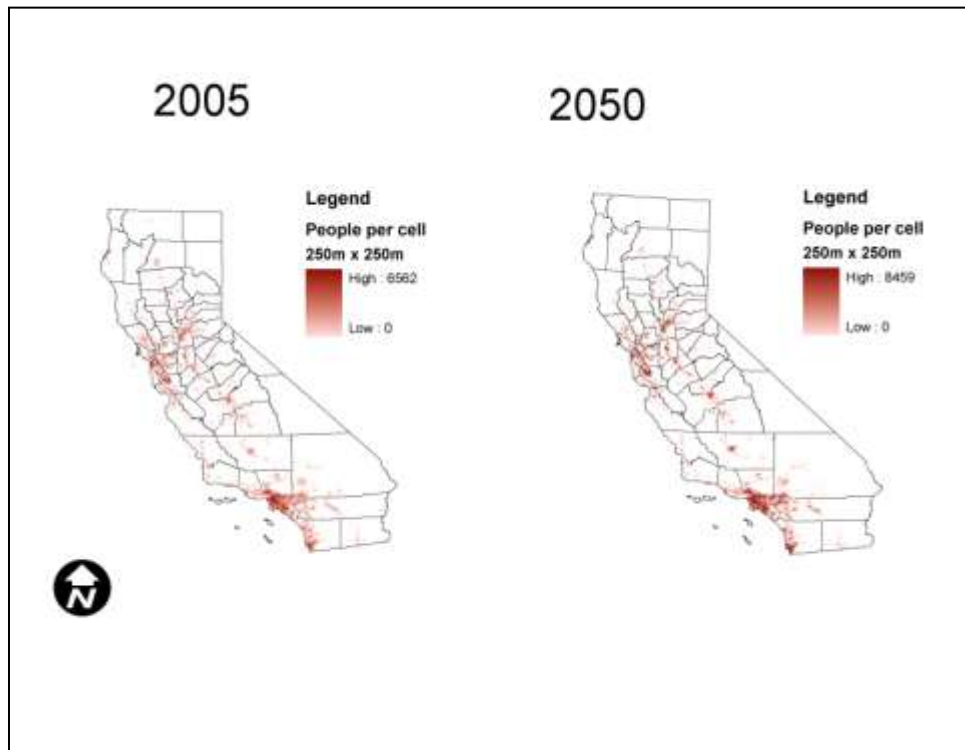 2005
Legend
People per cell
250m x 250m
High : 6562
Low : 0
2050
Legend
People per cell
250m x 250m
High : 8459
Low : 0
N